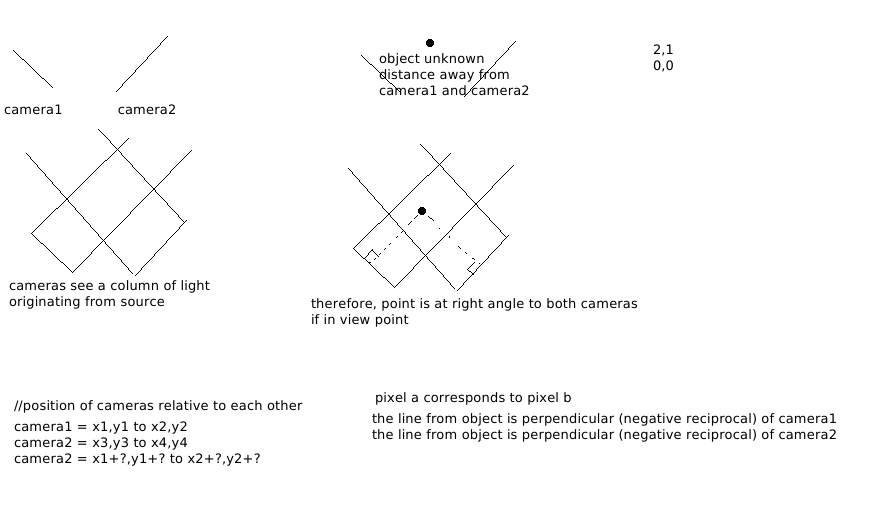 object unknown
distance away from
camera1 and camera2
2,1
0,0
camera1
camera2
cameras see a column of light
originating from source
therefore, point is at right angle to both cameras
if in view point
//position of cameras relative to each other
camera1 = x1,y1 to x2,y2
camera2 = x3,y3 to x4,y4
camera2 = x1+?,y1+? to x2+?,y2+?
pixel a corresponds to pixel b
the line from object is perpendicular (negative reciprocal) of camera1
the line from object is perpendicular (negative reciprocal) of camera2